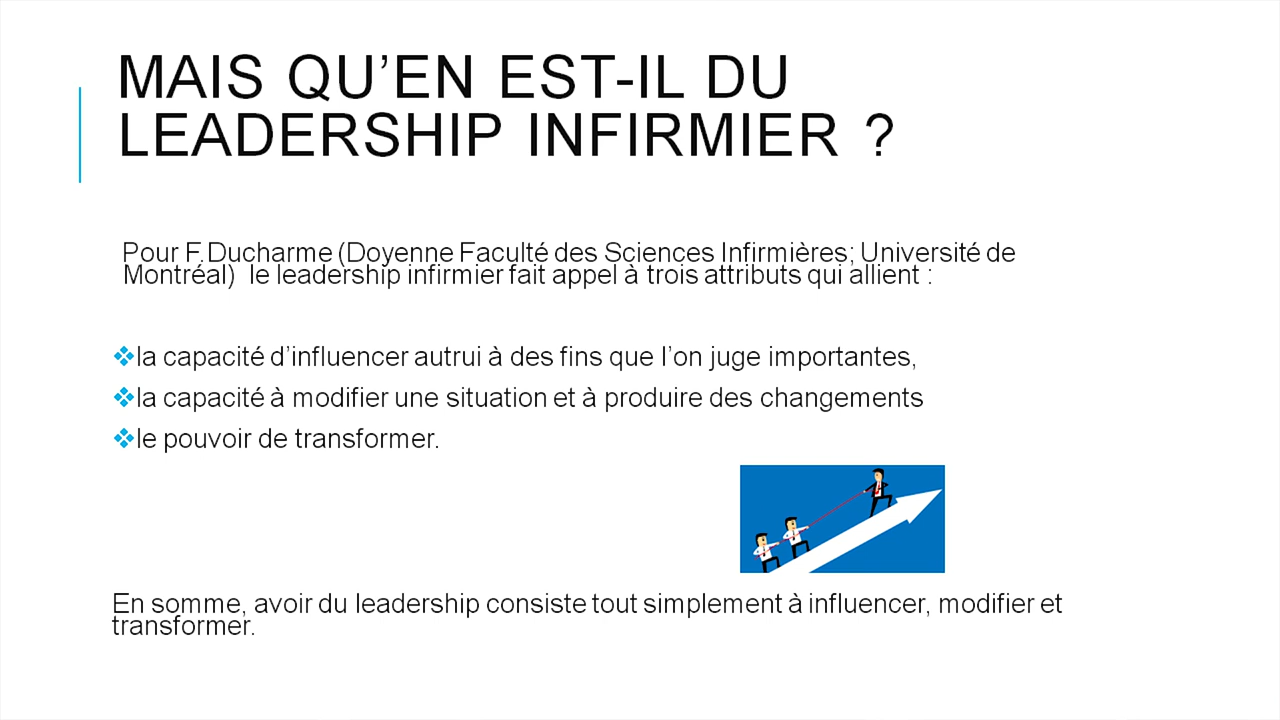 MAIS QU’EN EST-IL DU
LEADERSHIP INFIRMIER ?
Pour F.Ducharme (Doyenne Faculté des Sciences Infirmières; Université de
Montréal)  le leadership infirmier fait appel à trois attributs qui allient :
❖la capacité d’influencer autrui à des fins que l’on juge importantes,
❖la capacité à modifier une situation et à produire des changements
❖le pouvoir de transformer.
En somme, avoir du leadership consiste tout simplement à influencer, modifier et
transformer.